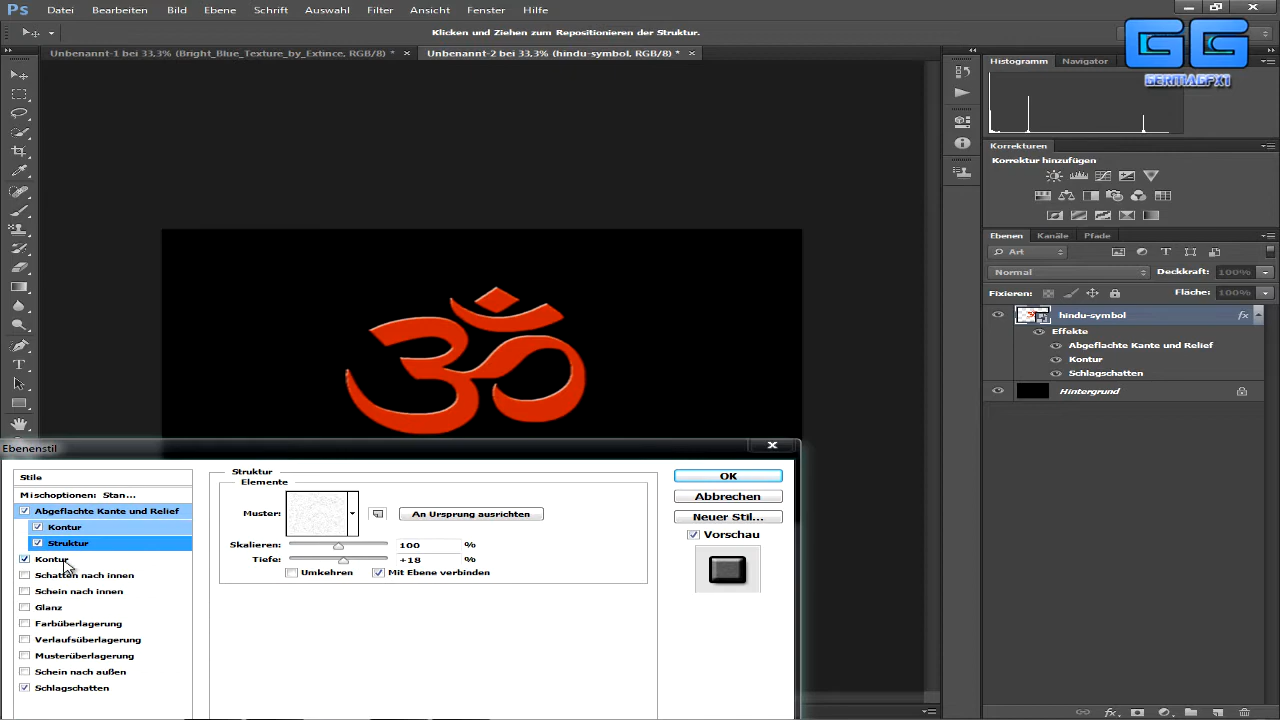 Ps Datei Bearbeiten Bild Ebene Schrift Auswahl Filter Ansicht Fenster Hilfe
Klicken und Ziehen zum Repositionieren der Struktur.
Unbenannt-1 bei 33,3% (Bright_Blue_Texture_by_Extince, RGB/8) * × Unbenannt-2 bei 33,3% (hindu-symbol, RGB/8) * ×
GG
GERMAGFX1
Histogramm Navigator
Korrekturen
Korrektur hinzufügen
Ebenen Kanäle Pfade
Art
Normal Deckkraft: 100%
Fixieren: Fläche: 100%
hindu-symbol fx
Effekte
Abgeflachte Kante und Relief
Kontur
Schlagschatten
Hintergrund
ॐ
Ebenenstil
Stile
Mischoptionen: Stan...
Abgeflachte Kante und Relief
Kontur
Struktur
Kontur
Schatten nach innen
Schein nach innen
Glanz
Farbüberlagerung
Verlaufsüberlagerung
Musterüberlagerung
Schein nach außen
Schlagschatten
Struktur
Elemente
Muster: An Ursprung ausrichten
Skalieren: 100 %
Tiefe: +18 %
Umkehren Mit Ebene verbinden
OK
Abbrechen
Neuer Stil...
Vorschau
fx